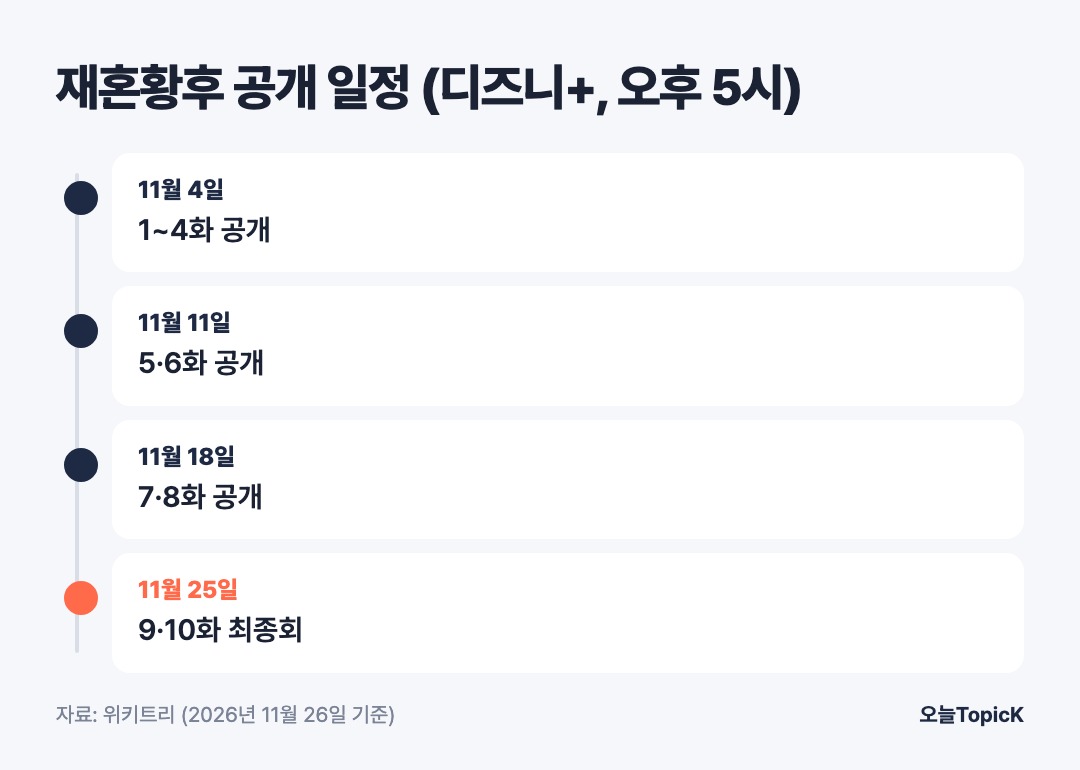 재혼황후 공개 일정 (디즈니+, 오후 5시)
11월 4일
1~4화 공개
11월 11일
5·6화 공개
11월 18일
7·8화 공개
11월 25일
9·10화 최종회
자료: 위키트리 (2026년 11월 26일 기준)
오늘TopicK